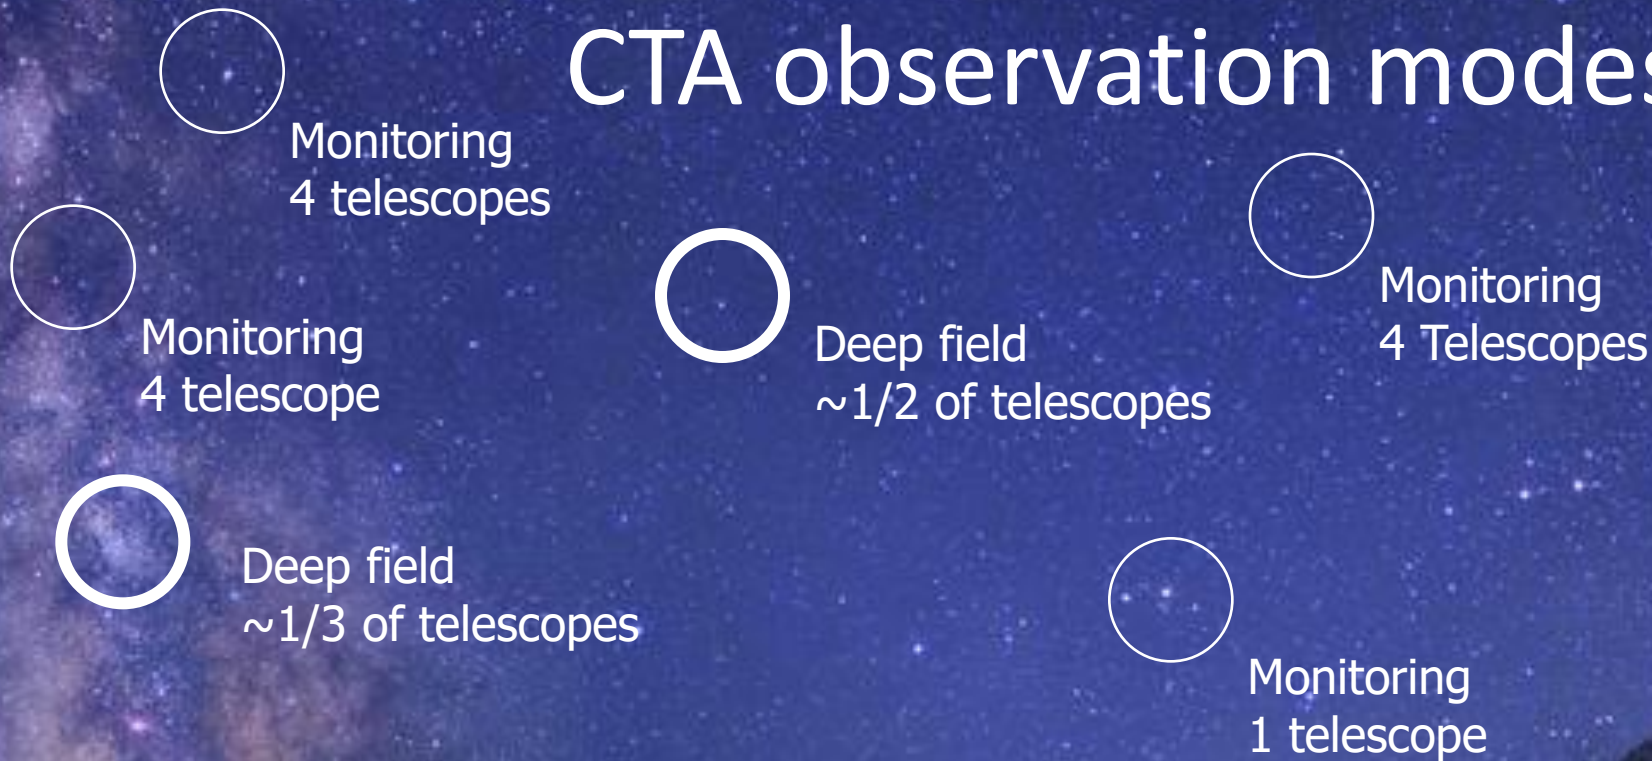 CTA observation modes
Monitoring
4 telescopes
Monitoring
4 Telescopes
Monitoring
4 telescope
Deep field
~1/2 of telescopes
Deep field
~1/3 of telescopes
Monitoring
1 telescope